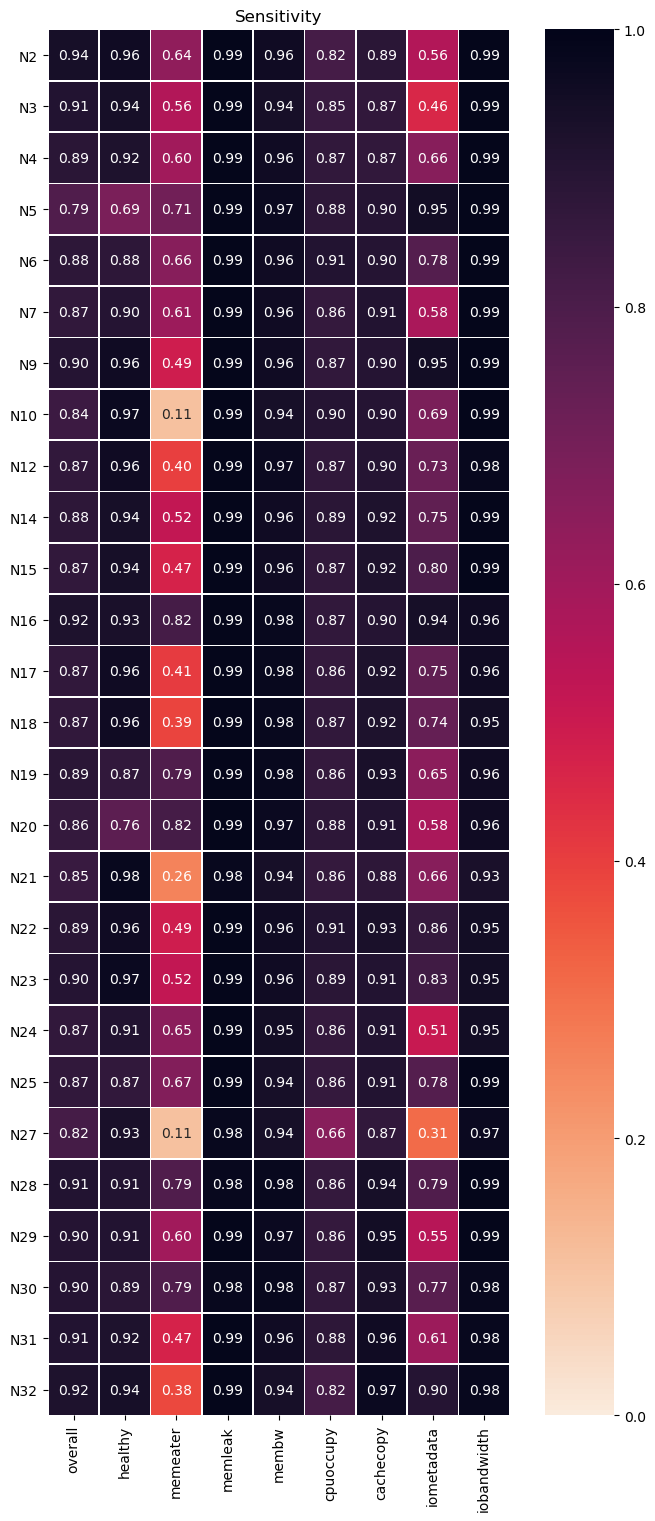 Sensitivity
N2 0.94 0.96 0.64 0.99 0.96 0.82 0.89 0.56 0.99
N3 0.91 0.94 0.56 0.99 0.94 0.85 0.87 0.46 0.99
N4 0.89 0.92 0.60 0.99 0.96 0.87 0.87 0.66 0.99
N5 0.79 0.69 0.71 0.99 0.97 0.88 0.90 0.95 0.99
N6 0.88 0.88 0.66 0.99 0.96 0.91 0.90 0.78 0.99
N7 0.87 0.90 0.61 0.99 0.96 0.86 0.91 0.58 0.99
N9 0.90 0.96 0.49 0.99 0.96 0.87 0.90 0.95 0.99
N10 0.84 0.97 0.11 0.99 0.94 0.90 0.90 0.69 0.99
N12 0.87 0.96 0.40 0.99 0.97 0.87 0.90 0.73 0.98
N14 0.88 0.94 0.52 0.99 0.96 0.89 0.92 0.75 0.99
N15 0.87 0.94 0.47 0.99 0.96 0.87 0.92 0.80 0.99
N16 0.92 0.93 0.82 0.99 0.98 0.87 0.90 0.94 0.96
N17 0.87 0.96 0.41 0.99 0.98 0.86 0.92 0.75 0.96
N18 0.87 0.96 0.39 0.99 0.98 0.87 0.92 0.74 0.95
N19 0.89 0.87 0.79 0.99 0.98 0.86 0.93 0.65 0.96
N20 0.86 0.76 0.82 0.99 0.97 0.88 0.91 0.58 0.96
N21 0.85 0.98 0.26 0.98 0.94 0.86 0.88 0.66 0.93
N22 0.89 0.96 0.49 0.99 0.96 0.91 0.93 0.86 0.95
N23 0.90 0.97 0.52 0.99 0.96 0.89 0.91 0.83 0.95
N24 0.87 0.91 0.65 0.99 0.95 0.86 0.91 0.51 0.95
N25 0.87 0.87 0.67 0.99 0.94 0.86 0.91 0.78 0.99
N27 0.82 0.93 0.11 0.98 0.94 0.66 0.87 0.31 0.97
N28 0.91 0.91 0.79 0.98 0.98 0.86 0.94 0.79 0.99
N29 0.90 0.91 0.60 0.99 0.97 0.86 0.95 0.55 0.99
N30 0.90 0.89 0.79 0.98 0.98 0.87 0.93 0.77 0.98
N31 0.91 0.92 0.47 0.99 0.96 0.88 0.96 0.61 0.98
N32 0.92 0.94 0.38 0.99 0.94 0.82 0.97 0.90 0.98
overall
healthy
memeater
memleak
membw
cpuoccupy
cachecopy
iometadata
iobandwidth
1.0
0.8
0.6
0.4
0.2
0.0